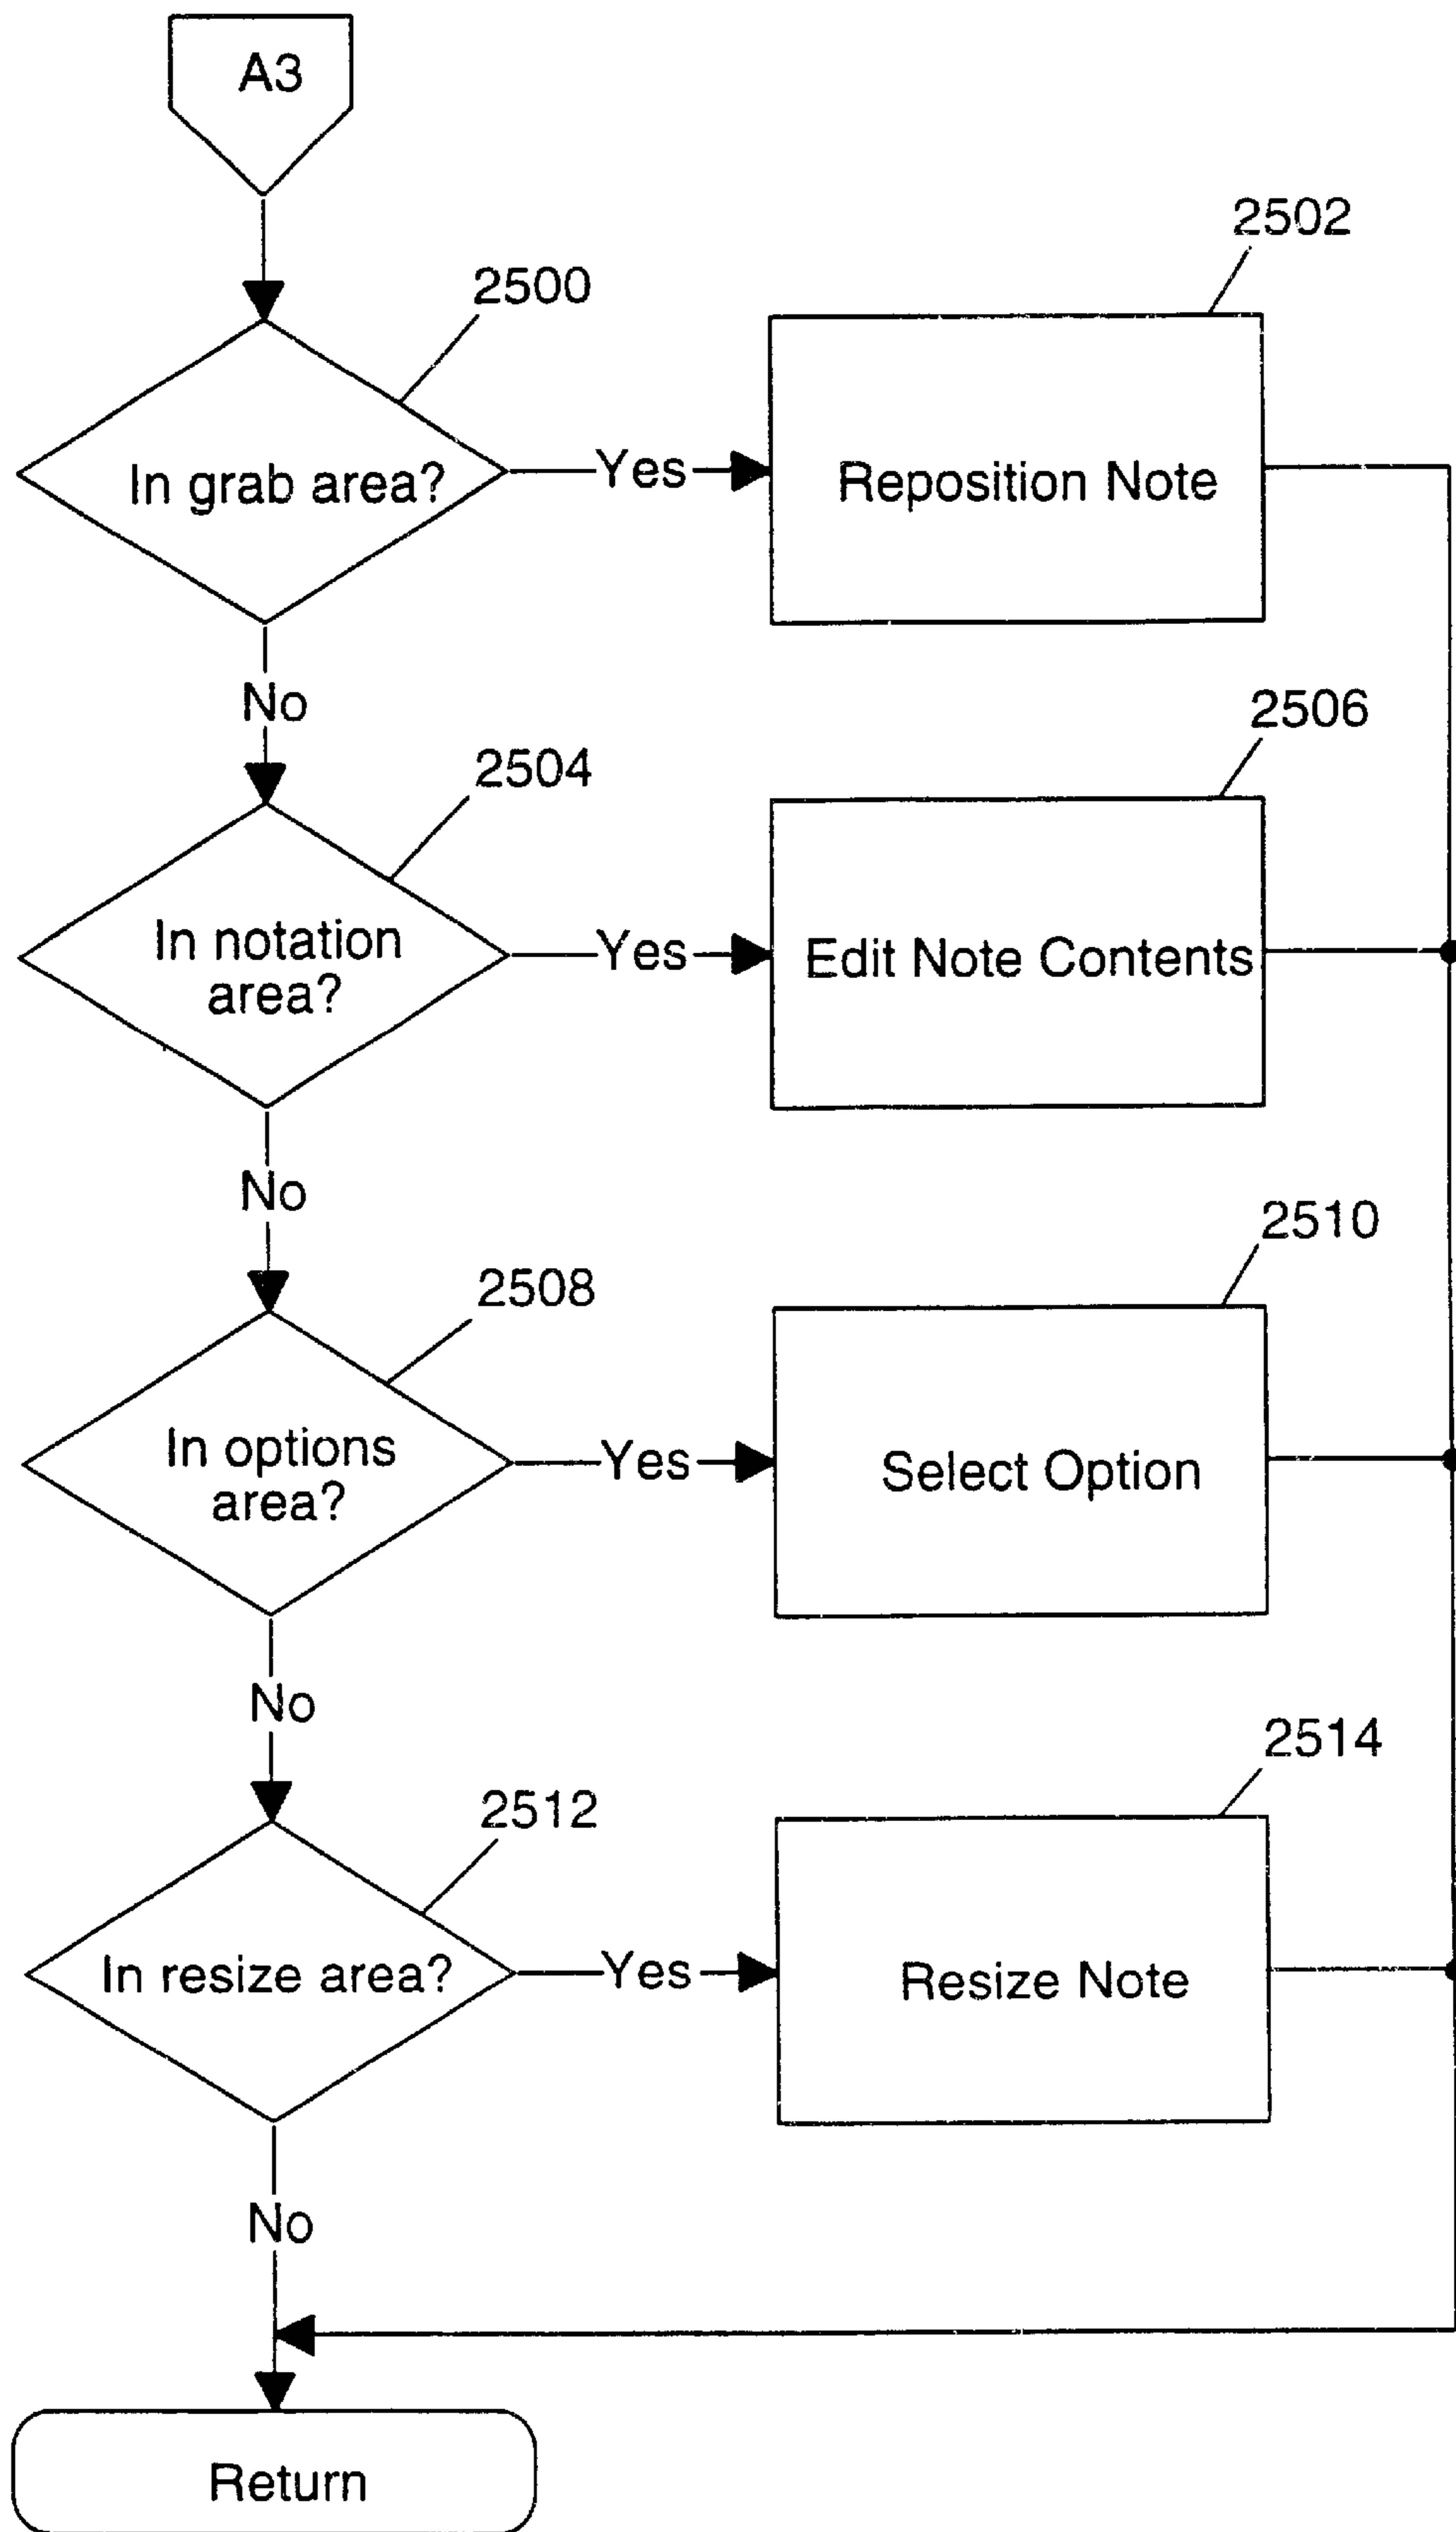 A3
2500
2502
In grab area?
Yes
Reposition Note
No
2504
2506
In notation
area?
Yes
Edit Note Contents
No
2508
2510
In options
area?
Yes
Select Option
No
2512
2514
In resize area?
Yes
Resize Note
No
Return